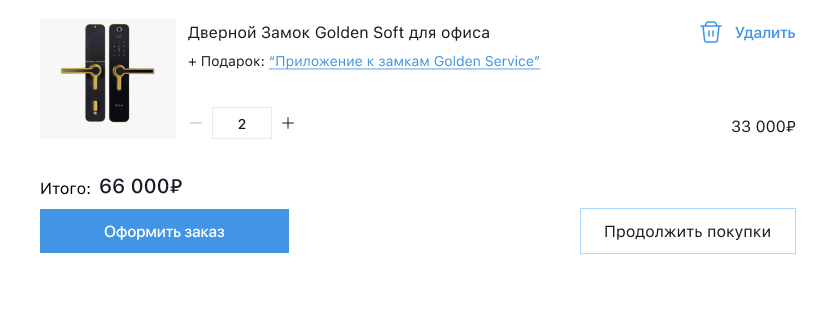 Дверной Замок Golden Soft для офиса
Удалить
+ Подарок: “Приложение к замкам Golden Service”
2
33 000₽
Итого: 66 000₽
Оформить заказ
Продолжить покупки